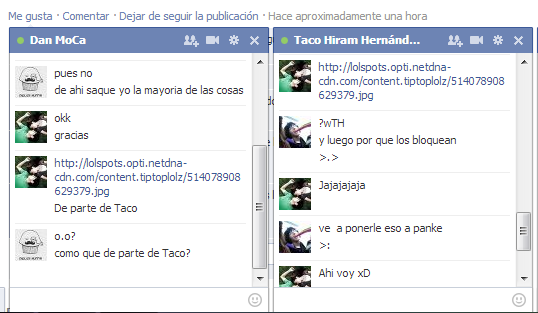 Me gusta · Comentar · Dejar de seguir la publicación · Hace aproximadamente una hora
Dan MoCa
pues no
de ahi saque yo la mayoria de las cosas
okk
gracias
http://lolspots.opti.netdna-
cdn.com/content.tiptoplolz/514078908
629379.jpg
De parte de Taco
o.o?
como que de parte de Taco?
Taco Hiram Hernánd...
http://lolspots.opti.netdna-
cdn.com/content.tiptoplolz/514078908
629379.jpg
?wTH
y luego por que los bloquean
>.>
Jajajajaja
ve a ponerle eso a panke
>:
Ahi voy xD